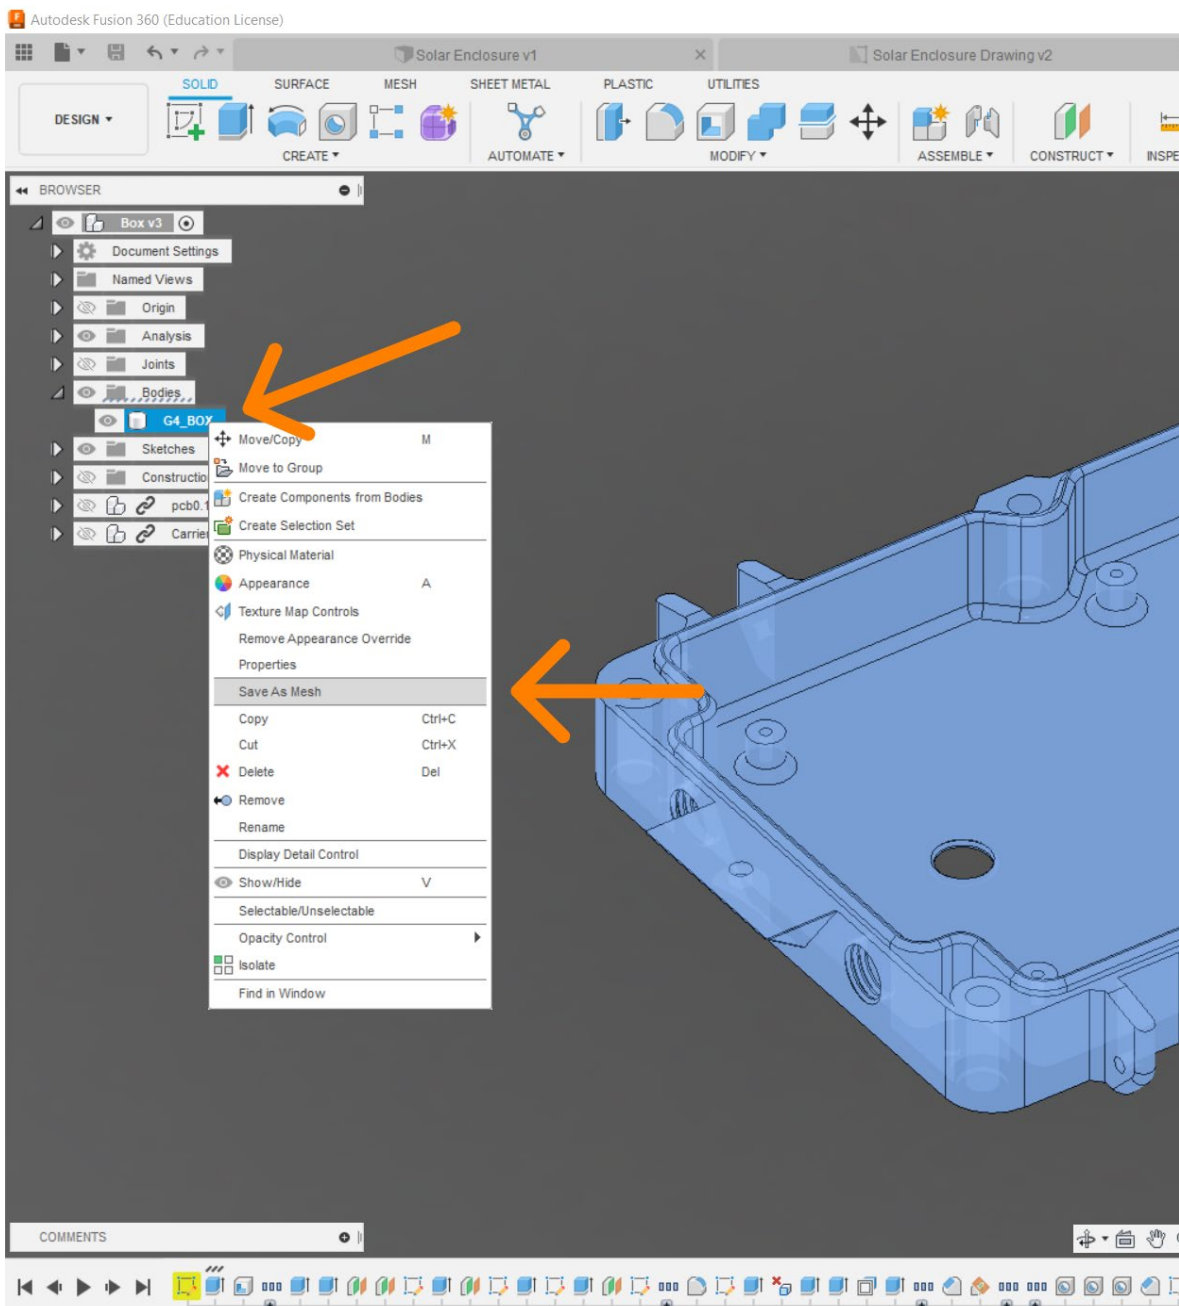 Autodesk Fusion 360 (Education License)
Solar Enclosure v1
Solar Enclosure Drawing v2
SOLID SURFACE MESH SHEET METAL PLASTIC UTILITIES
DESIGN
CREATE AUTOMATE MODIFY ASSEMBLE CONSTRUCT INSPE
BROWSER
Box v3
Document Settings
Named Views
Origin
Analysis
Joints
Bodies
G4_BOX
Sketches
Constructio
pcb0.1
Carrier
Move/Copy M
Move to Group
Create Components from Bodies
Create Selection Set
Physical Material
Appearance A
Texture Map Controls
Remove Appearance Override
Properties
Save As Mesh
Copy Ctrl+C
Cut Ctrl+X
Delete Del
Remove
Rename
Display Detail Control
Show/Hide V
Selectable/Unselectable
Opacity Control
Isolate
Find in Window
COMMENTS